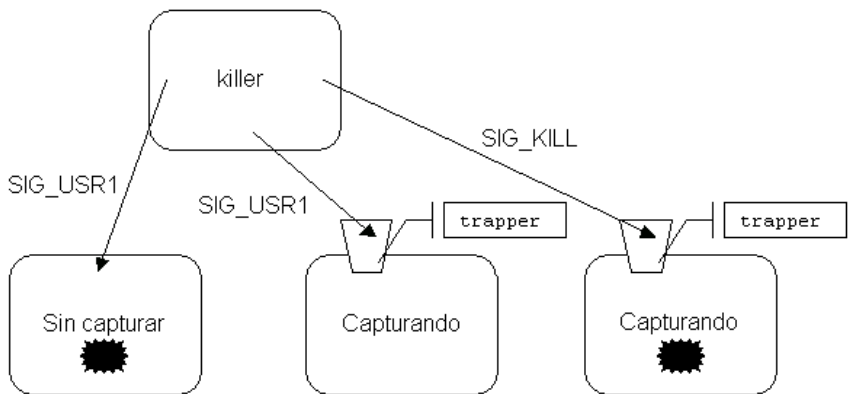 killer
SIG_KILL
SIG_USR1
SIG_USR1
trapper
trapper
Sin capturar
Capturando
Capturando